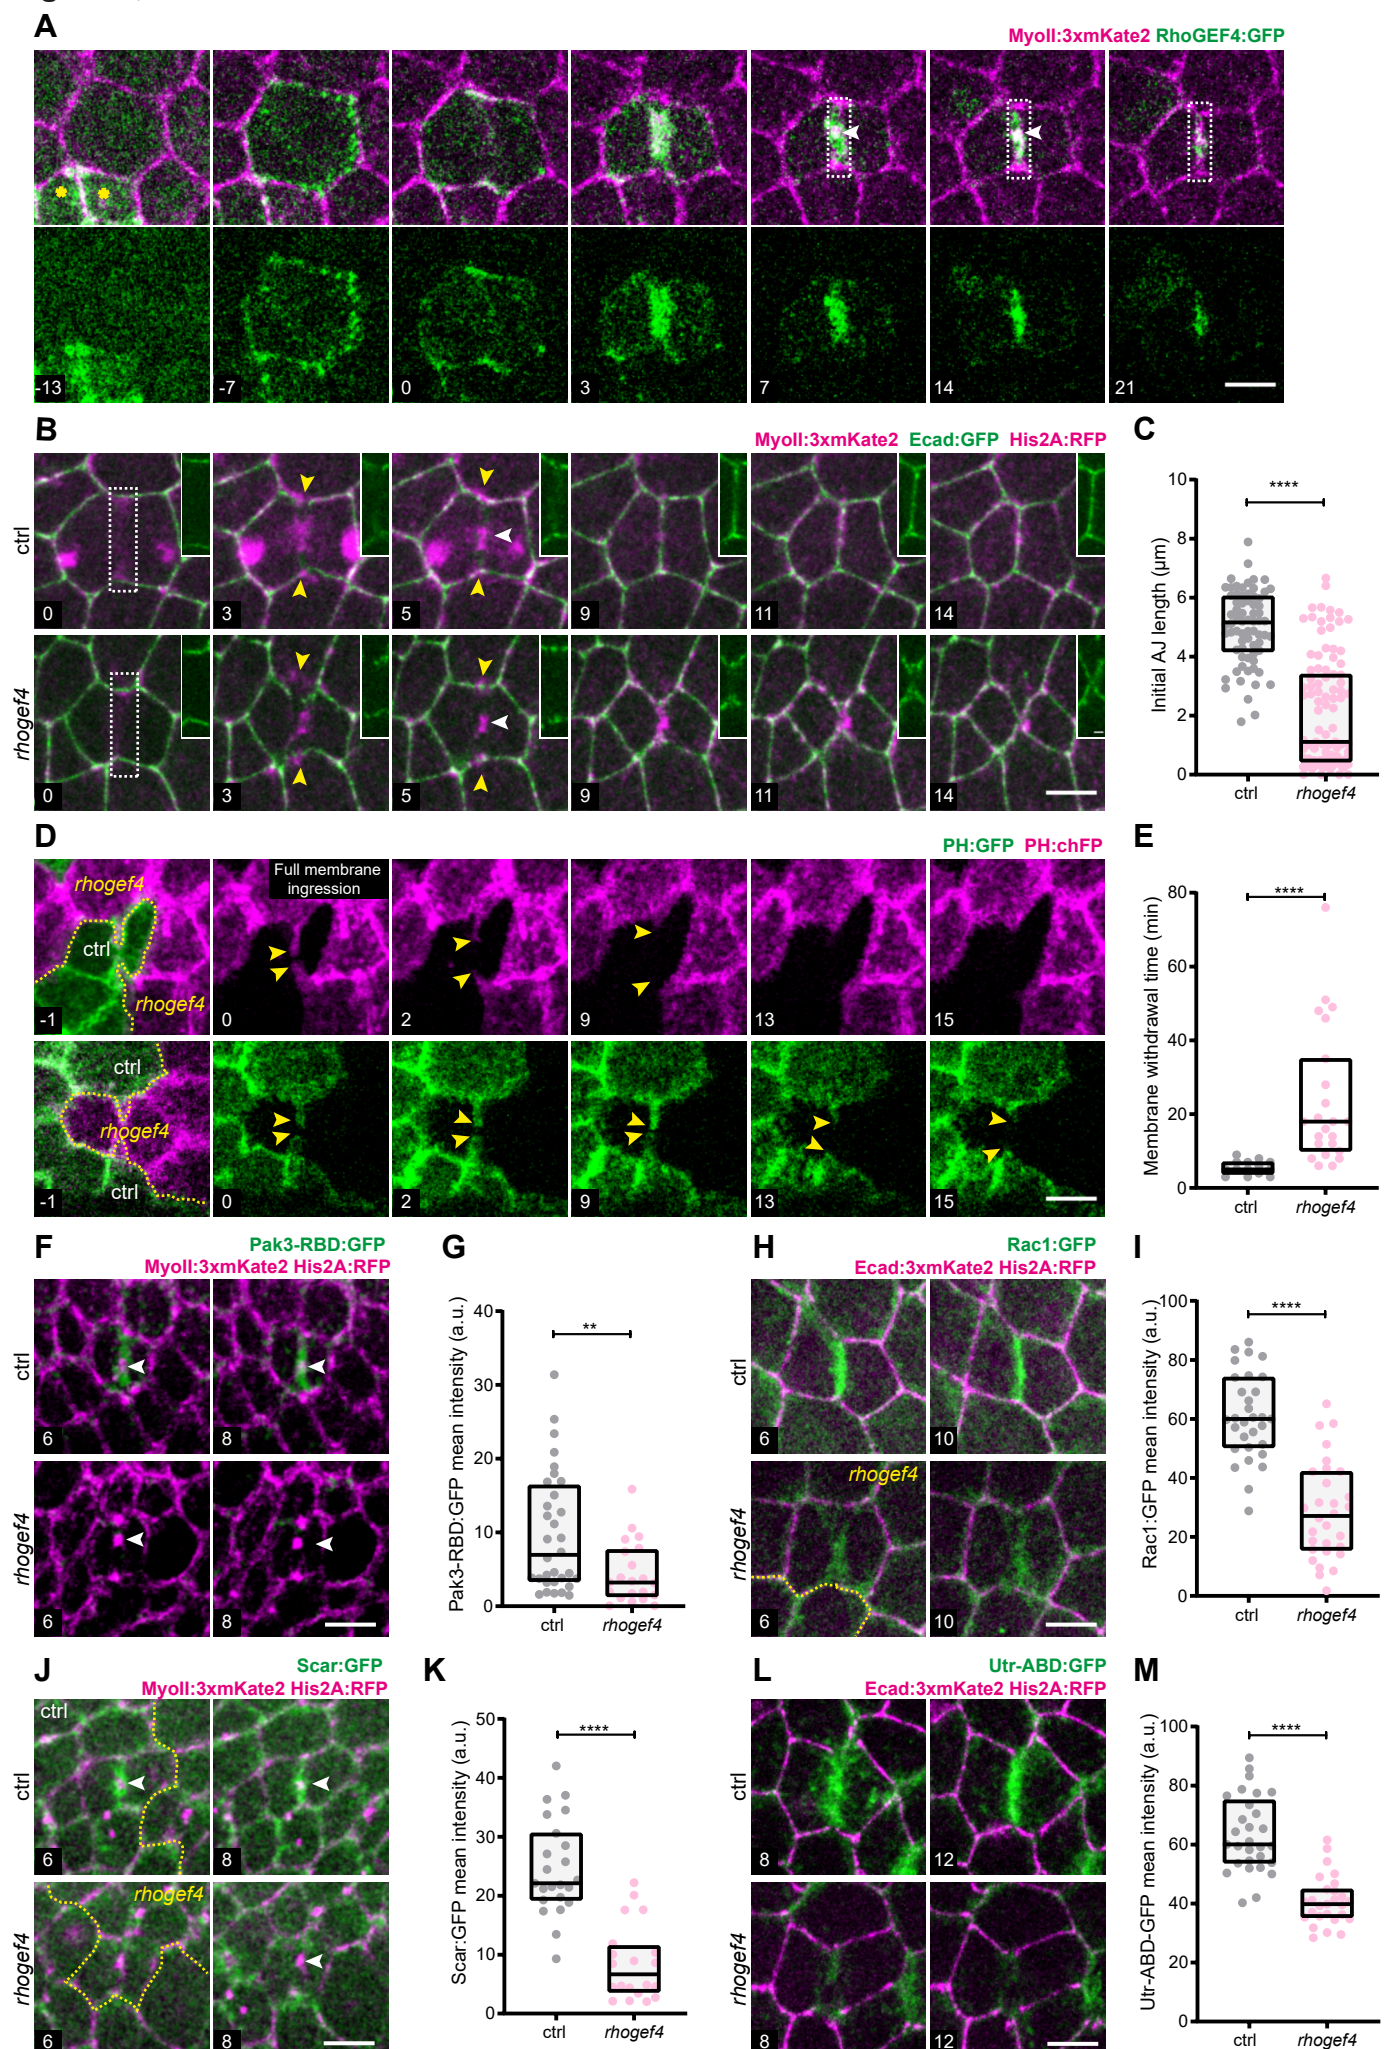 A
MyoII:3xmKate2 RhoGEF4:GFP
-13 -7 0 3 7 14 21
B
MyoII:3xmKate2 Ecad:GFP His2A:RFP
ctrl
0 3 5 9 11 14
rhogef4
0 3 5 9 11 14
C
Initial AJ length (µm)
10
8
6
4
2
0
****
ctrl rhogef4
D
PH:GFP PH:chFP
rhogef4
ctrl
rhogef4
Full membrane
ingression
-1 0 2 9 13 15
ctrl
rhogef4
ctrl
-1 0 2 9 13 15
E
Membrane withdrawal time (min)
80
60
40
20
0
****
ctrl rhogef4
F
Pak3-RBD:GFP
MyoII:3xmKate2 His2A:RFP
ctrl
6 8
rhogef4
6 8
G
Pak3-RBD:GFP mean intensity (a.u.)
40
30
20
10
0
**
ctrl rhogef4
H
Rac1:GFP
Ecad:3xmKate2 His2A:RFP
ctrl
6 10
rhogef4
rhogef4
6 10
I
Rac1:GFP mean intensity (a.u.)
100
80
60
40
20
0
****
ctrl rhogef4
J
Scar:GFP
MyoII:3xmKate2 His2A:RFP
ctrl
ctrl
6 8
rhogef4
rhogef4
6 8
K
Scar:GFP mean intensity (a.u.)
50
40
30
20
10
0
****
ctrl rhogef4
L
Utr-ABD:GFP
Ecad:3xmKate2 His2A:RFP
ctrl
8 12
rhogef4
8 12
M
Utr-ABD-GFP mean intensity (a.u.)
100
80
60
40
20
0
****
ctrl rhogef4